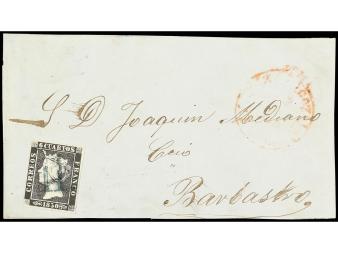 S D Joaquin Mediano
Barbastro
CORREOS
6 CUARTOS
FRANCO
1850